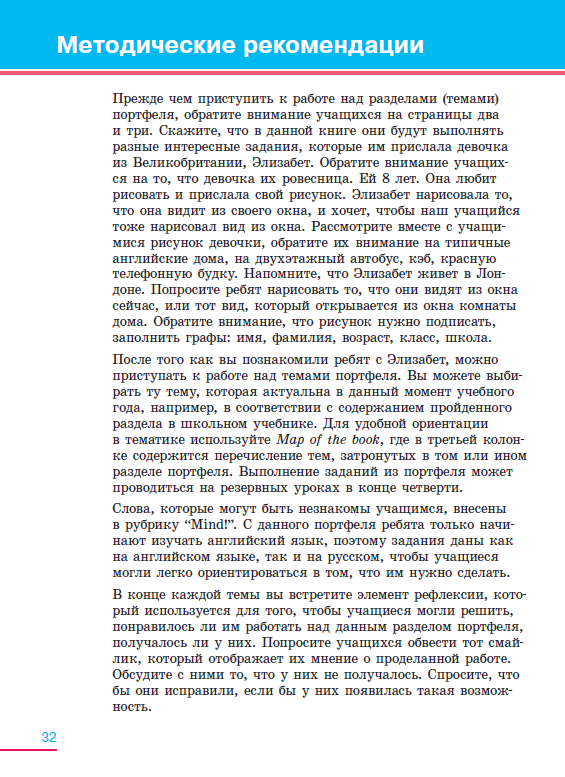 Методические рекомендации
Прежде чем приступить к работе над разделами (темами)
портфеля, обратите внимание учащихся на страницы два
и три. Скажите, что в данной книге они будут выполнять
разные интересные задания, которые им прислала девочка
из Великобритании, Элизабет. Обратите внимание учащих-
ся на то, что девочка их ровесница. Ей 8 лет. Она любит
рисовать и прислала свой рисунок. Элизабет нарисовала то,
что она видит из своего окна, и хочет, чтобы наш учащийся
тоже нарисовал вид из окна. Рассмотрите вместе с учащи-
мися рисунок девочки, обратите их внимание на типичные
английские дома, на двухэтажный автобус, кэб, красную
телефонную будку. Напомните, что Элизабет живет в Лон-
доне. Попросите ребят нарисовать то, что они видят из окна
сейчас, или тот вид, который открывается из окна комнаты
дома. Обратите внимание, что рисунок нужно подписать,
заполнить графы: имя, фамилия, возраст, класс, школа.
После того как вы познакомили ребят с Элизабет, можно
приступать к работе над темами портфеля. Вы можете выби-
рать ту тему, которая актуальна в данный момент учебного
года, например, в соответствии с содержанием пройденного
раздела в школьном учебнике. Для удобной ориентации
в тематике используйте Map of the book, где в третьей колон-
ке содержится перечисление тем, затронутых в том или ином
разделе портфеля. Выполнение заданий из портфеля может
проводиться на резервных уроках в конце четверти.
Слова, которые могут быть незнакомы учащимся, внесены
в рубрику “Mind!”. С данного портфеля ребята только начи-
нают изучать английский язык, поэтому задания даны как
на английском языке, так и на русском, чтобы учащиеся
могли легко ориентироваться в том, что им нужно сделать.
В конце каждой темы вы встретите элемент рефлексии, кото-
рый используется для того, чтобы учащиеся могли решить,
понравилось ли им работать над данным разделом портфеля,
получалось ли у них. Попросите учащихся обвести тот смай-
лик, который отображает их мнение о проделанной работе.
Обсудите с ними то, что у них не получалось. Спросите, что
бы они исправили, если бы у них появилась такая возмож-
ность.
32